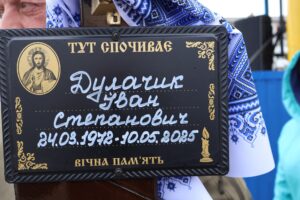 ТУТ СПОЧИВАЄ
Дулачик
Іван
Степанович
24.03.1972-10.05.2025
ВІЧНА ПАМ'ЯТЬ